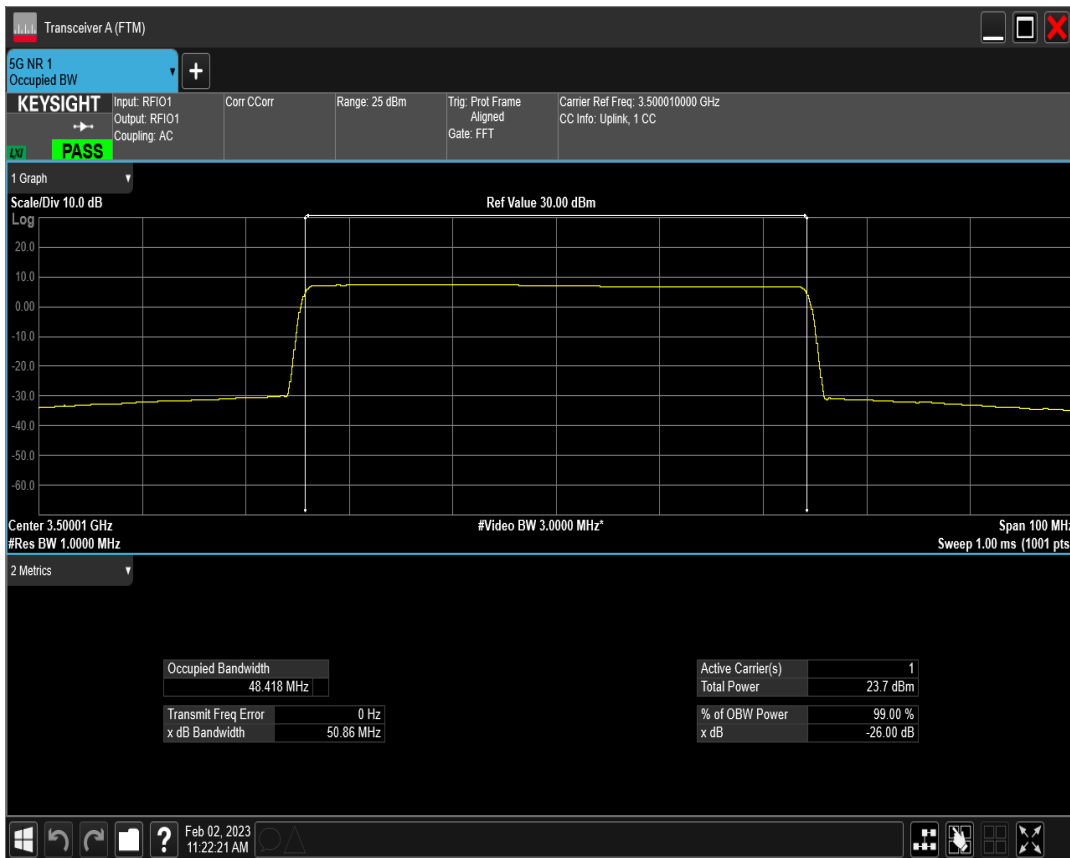 Transceiver A (FTM)
5G NR 1
Occupied BW
+
KEYSIGHT
Input: RFIO1
Output: RFIO1
Coupling: AC
Corr CCorr
Range: 25 dBm
Trig: Prot Frame
Aligned
Gate: FFT
Carrier Ref Freq: 3.500010000 GHz
CC Info: Uplink, 1 CC
LXI
PASS
1 Graph
Scale/Div 10.0 dB
Ref Value 30.00 dBm
Log
20.0
10.0
0.00
-10.0
-20.0
-30.0
-40.0
-50.0
-60.0
Center 3.50001 GHz
#Video BW 3.0000 MHz*
Span 100 MHz
#Res BW 1.0000 MHz
Sweep 1.00 ms (1001 pts
2 Metrics
Occupied Bandwidth
48.418 MHz
Transmit Freq Error 0 Hz
x dB Bandwidth 50.86 MHz
Active Carrier(s) 1
Total Power 23.7 dBm
% of OBW Power 99.00 %
x dB -26.00 dB
?
Feb 02, 2023
11:22:21 AM